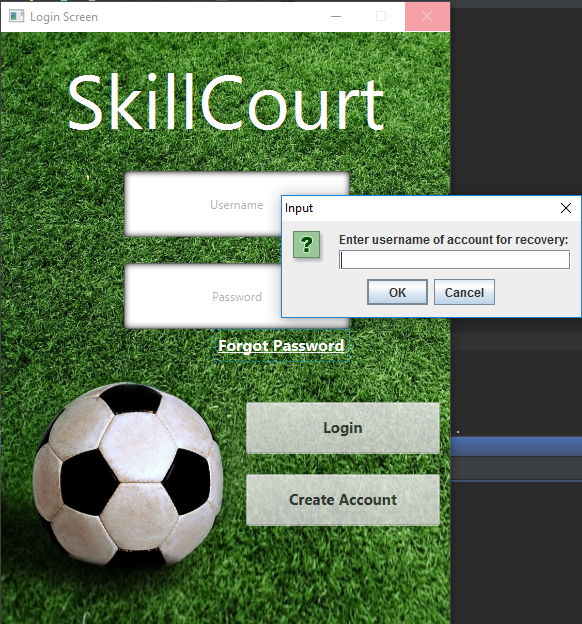 Login Screen
SkillCourt
Username
Input
Enter username of account for recovery:
OK
Cancel
Password
Forgot Password
Login
Create Account